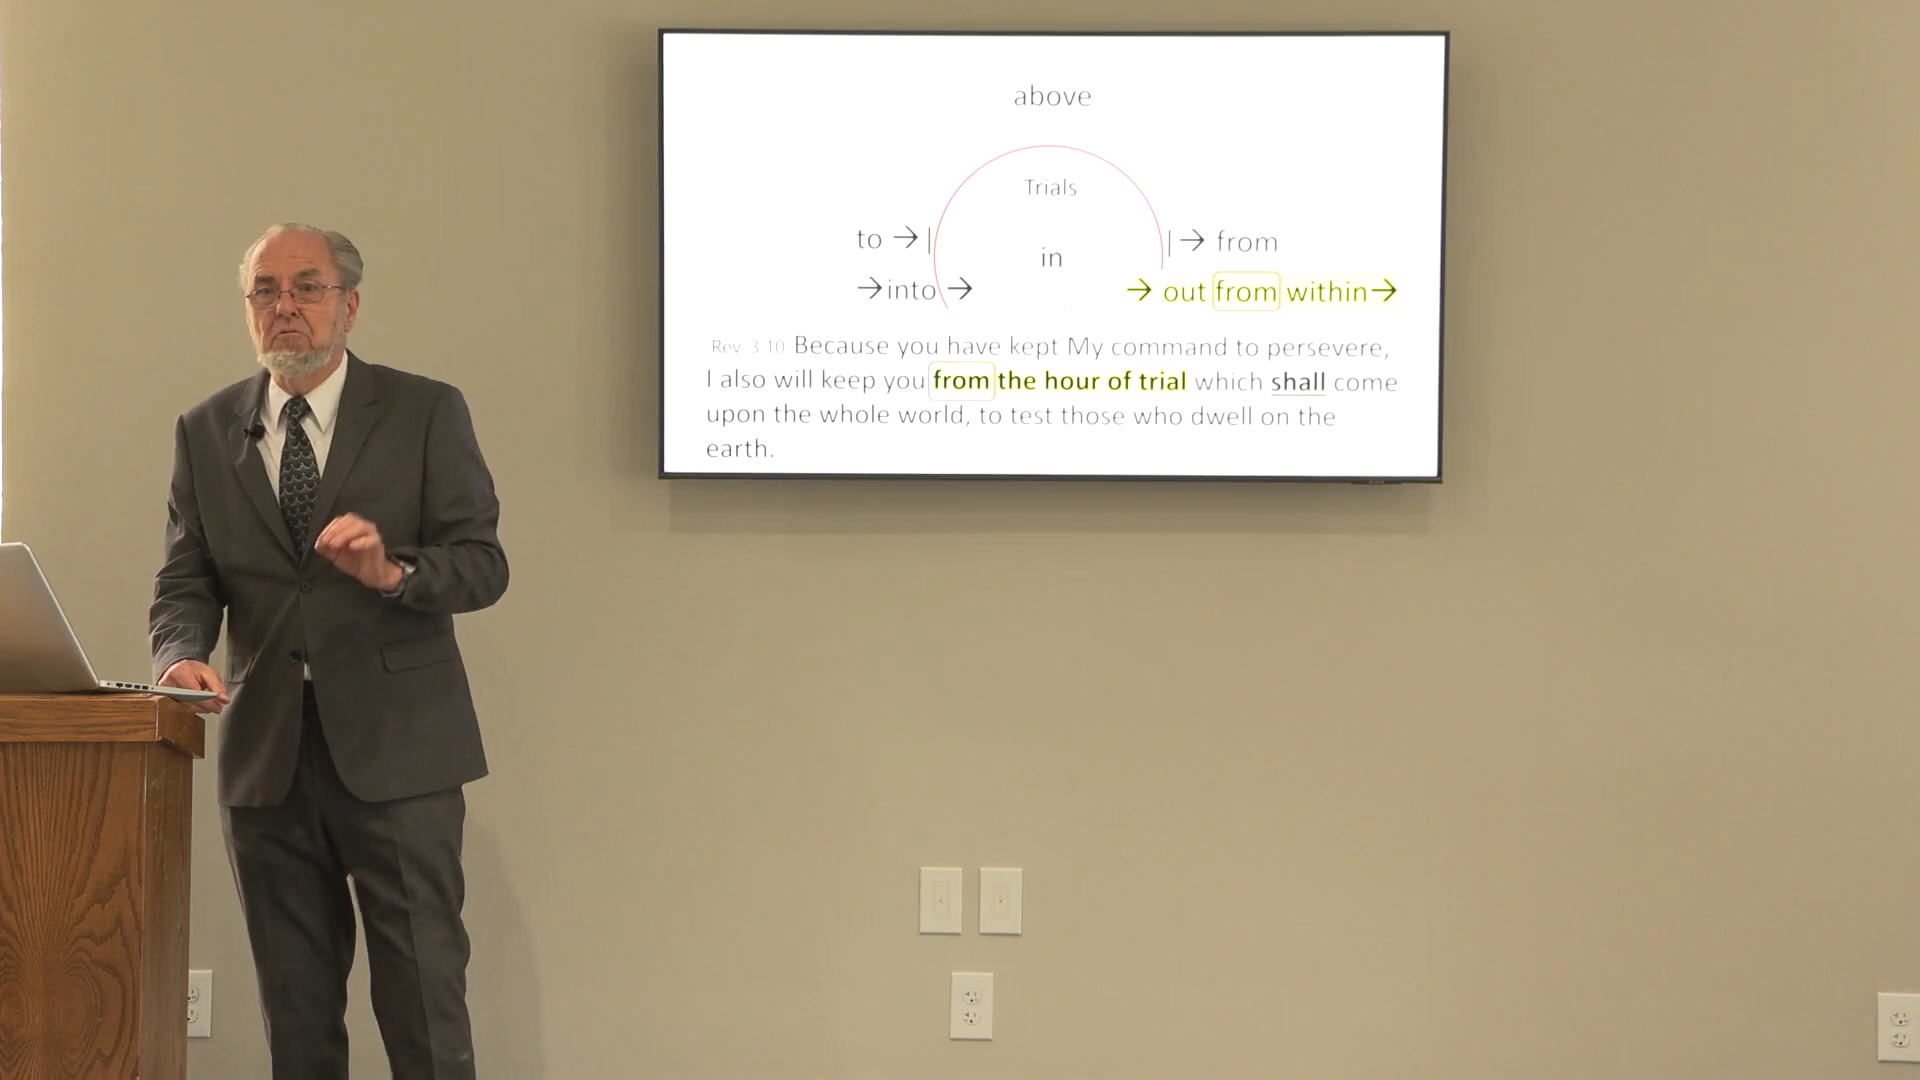 above
Trials
to → | | → from
in
→into → → out from within→
Rev 3 10 Because you have kept My command to persevere,
I also will keep you from the hour of trial which shall come
upon the whole world, to test those who dwell on the
earth.